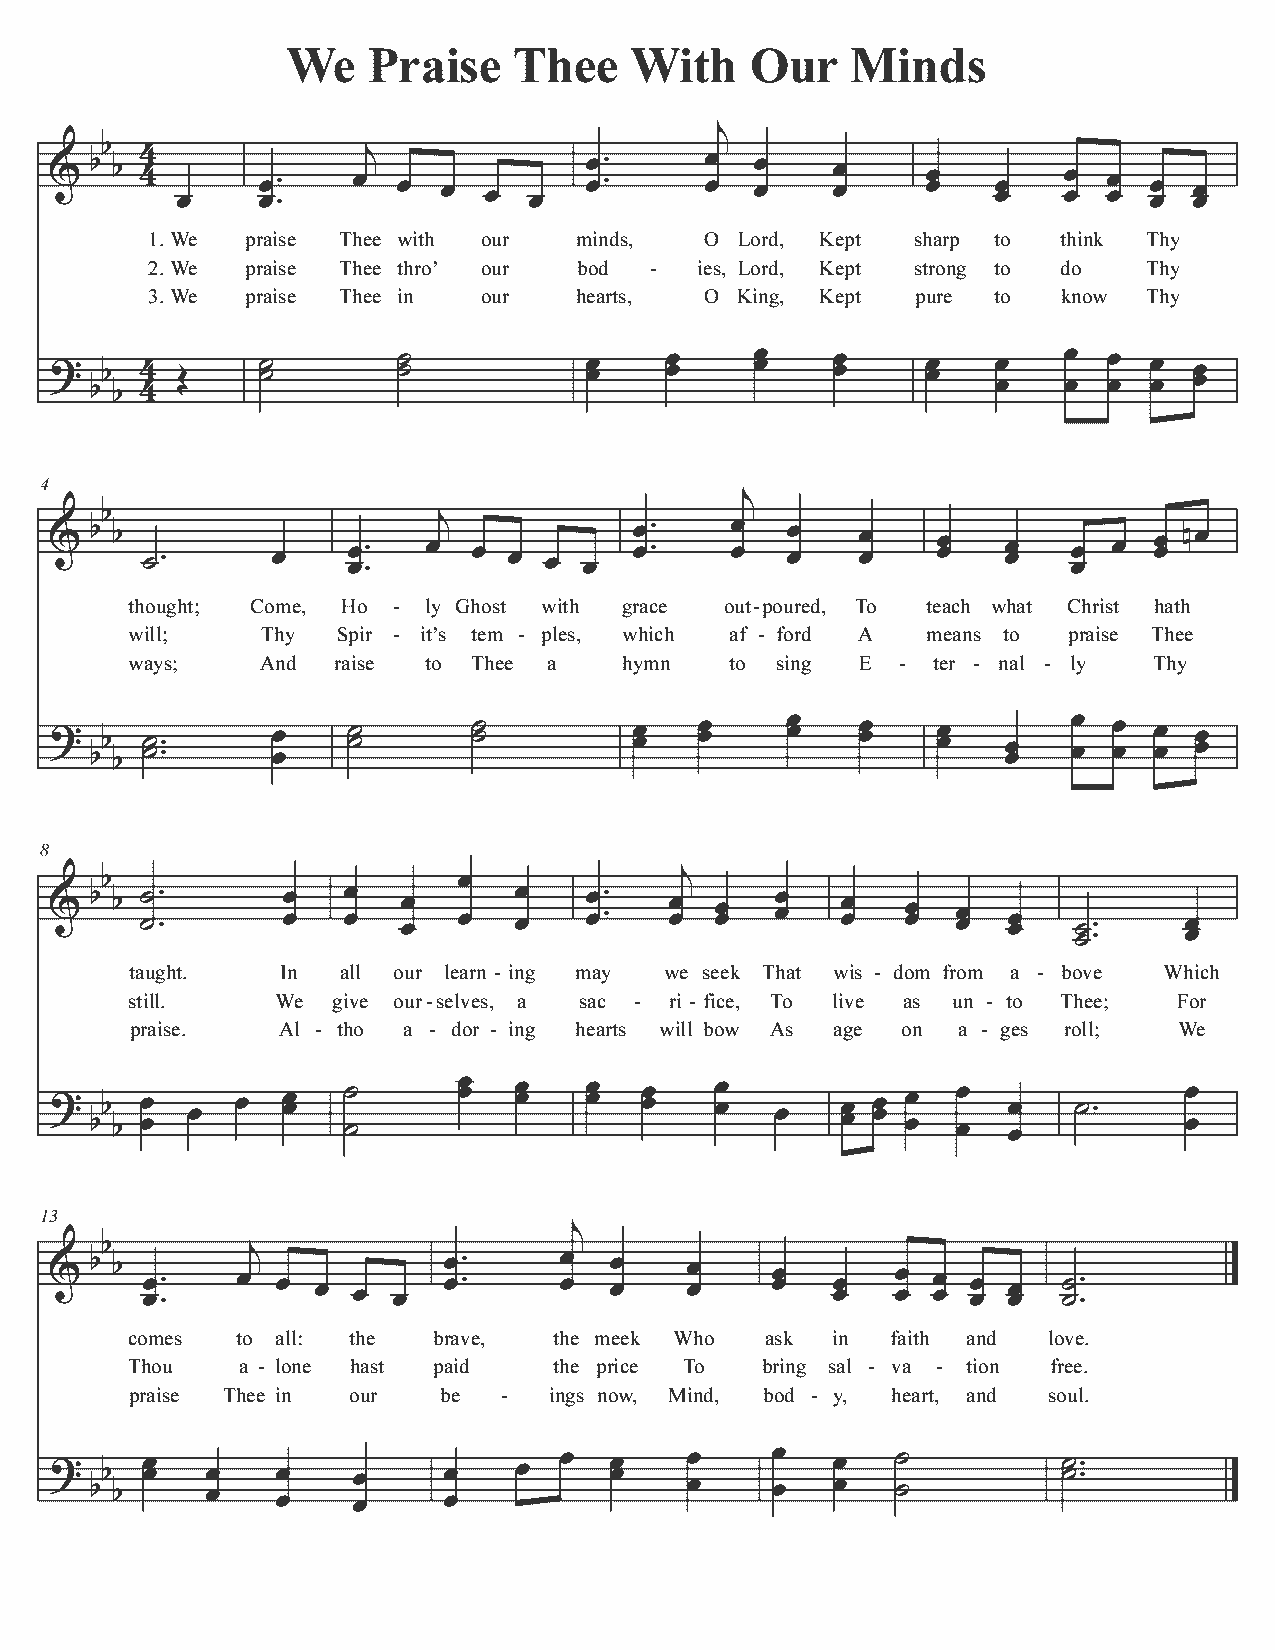 We Praise Thee With Our Minds
1. We praise Thee with our minds, O Lord, Kept sharp to think Thy
2. We praise Thee thro’ our bod - ies, Lord, Kept strong to do Thy
3. We praise Thee in our hearts, O King, Kept pure to know Thy
4
thought; Come, Ho - ly Ghost with grace out - poured, To teach what Christ hath
will; Thy Spir - it’s tem - ples, which af - ford A means to praise Thee
ways; And raise to Thee a hymn to sing E - ter - nal - ly Thy
8
taught. In all our learn - ing may we seek That wis - dom from a - bove Which
still. We give our - selves, a sac - ri - fice, To live as un - to Thee; For
praise. Al - tho a - dor - ing hearts will bow As age on a - ges roll; We
13
comes to all: the brave, the meek Who ask in faith and love.
Thou a - lone hast paid the price To bring sal - va - tion free.
praise Thee in our be - ings now, Mind, bod - y, heart, and soul.